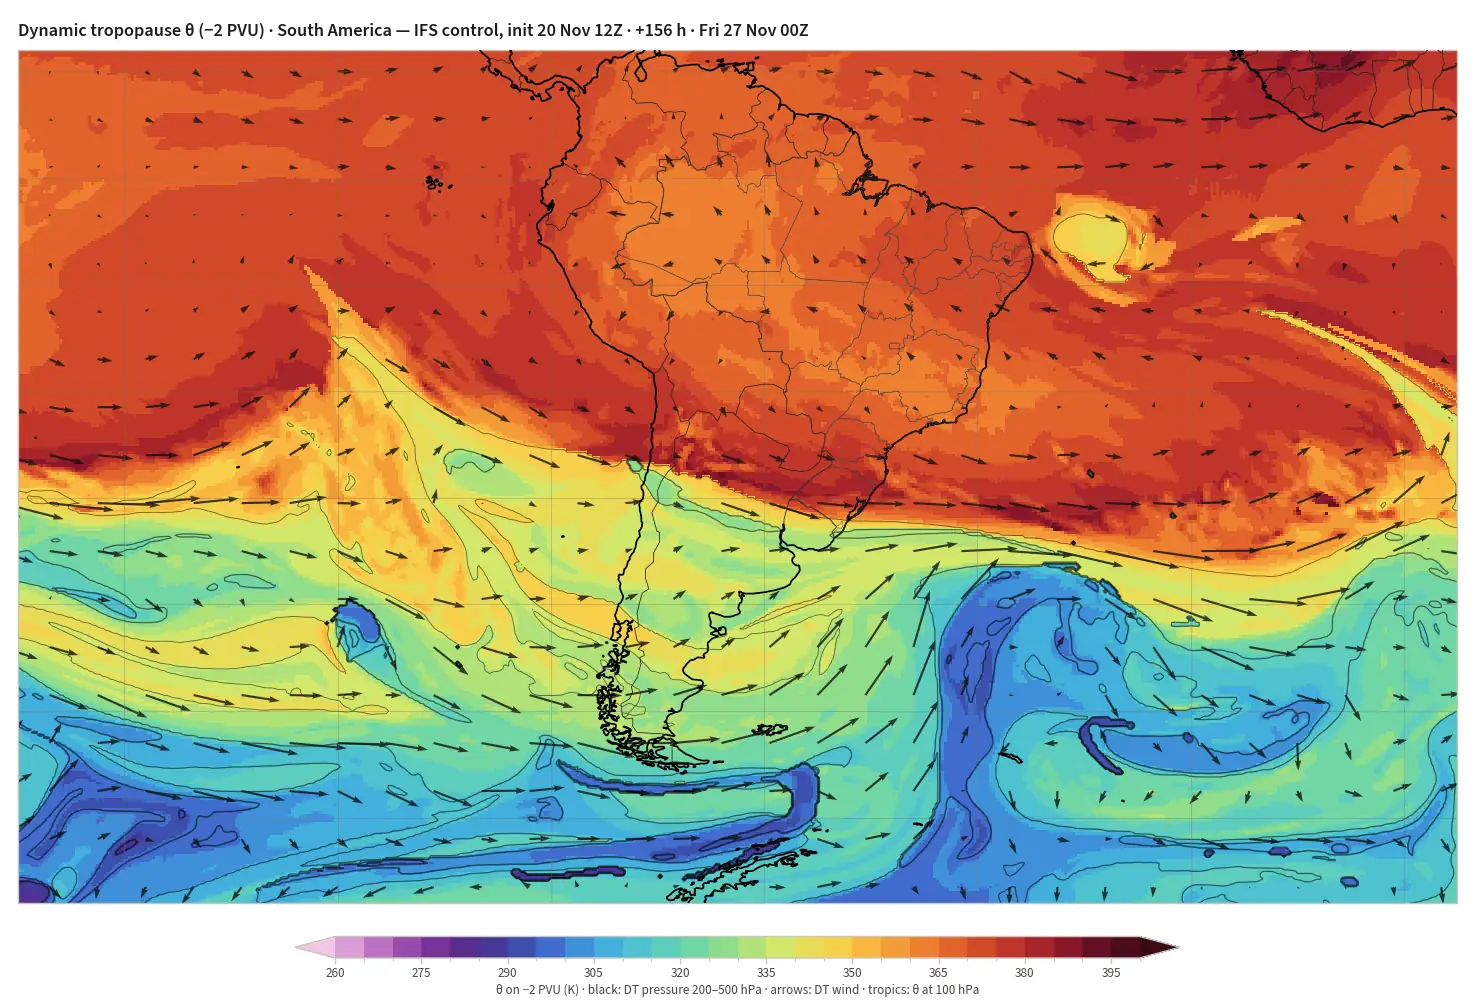 Dynamic tropopause θ (−2 PVU) · South America — IFS control, init 20 Nov 12Z · +156 h · Fri 27 Nov 00Z
260 275 290 305 320 335 350 365 380 395
θ on −2 PVU (K) · black: DT pressure 200–500 hPa · arrows: DT wind · tropics: θ at 100 hPa